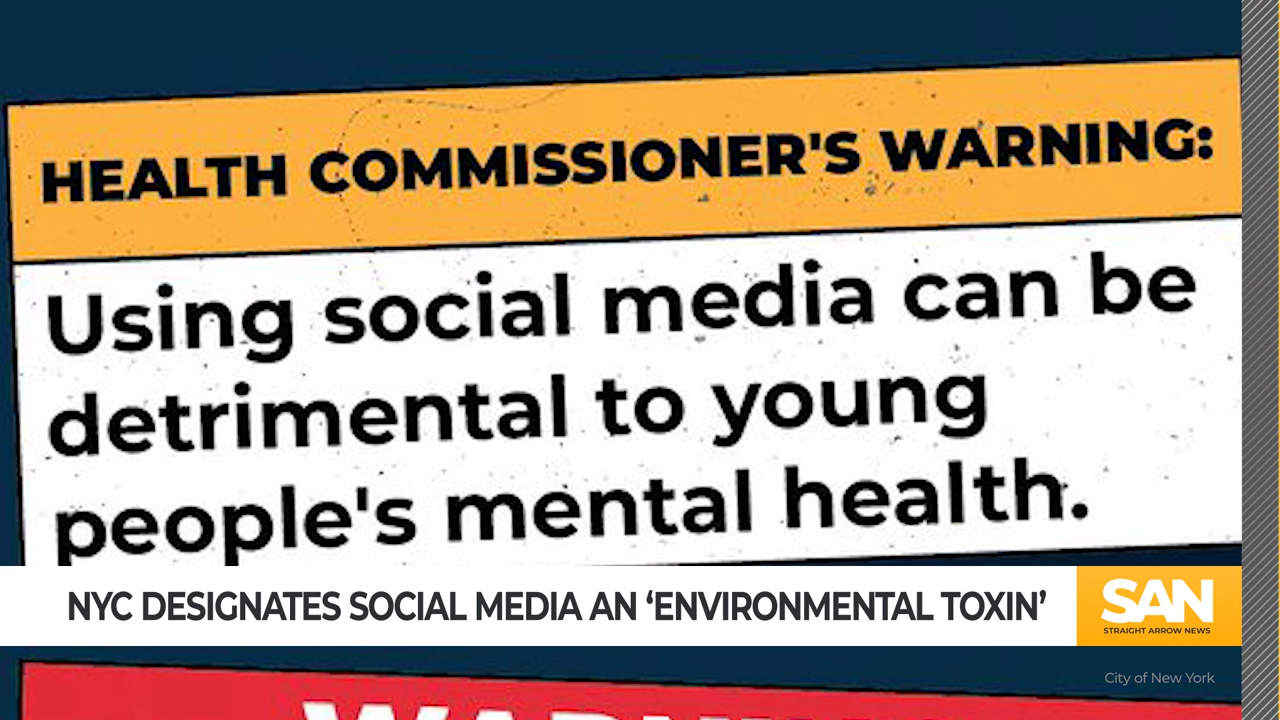 HEALTH COMMISSIONER'S WARNING:
Using social media can be
detrimental to young
people's mental health.
NYC DESIGNATES SOCIAL MEDIA AN ‘ENVIRONMENTAL TOXIN’
SAN
STRAIGHT ARROW NEWS
City of New York